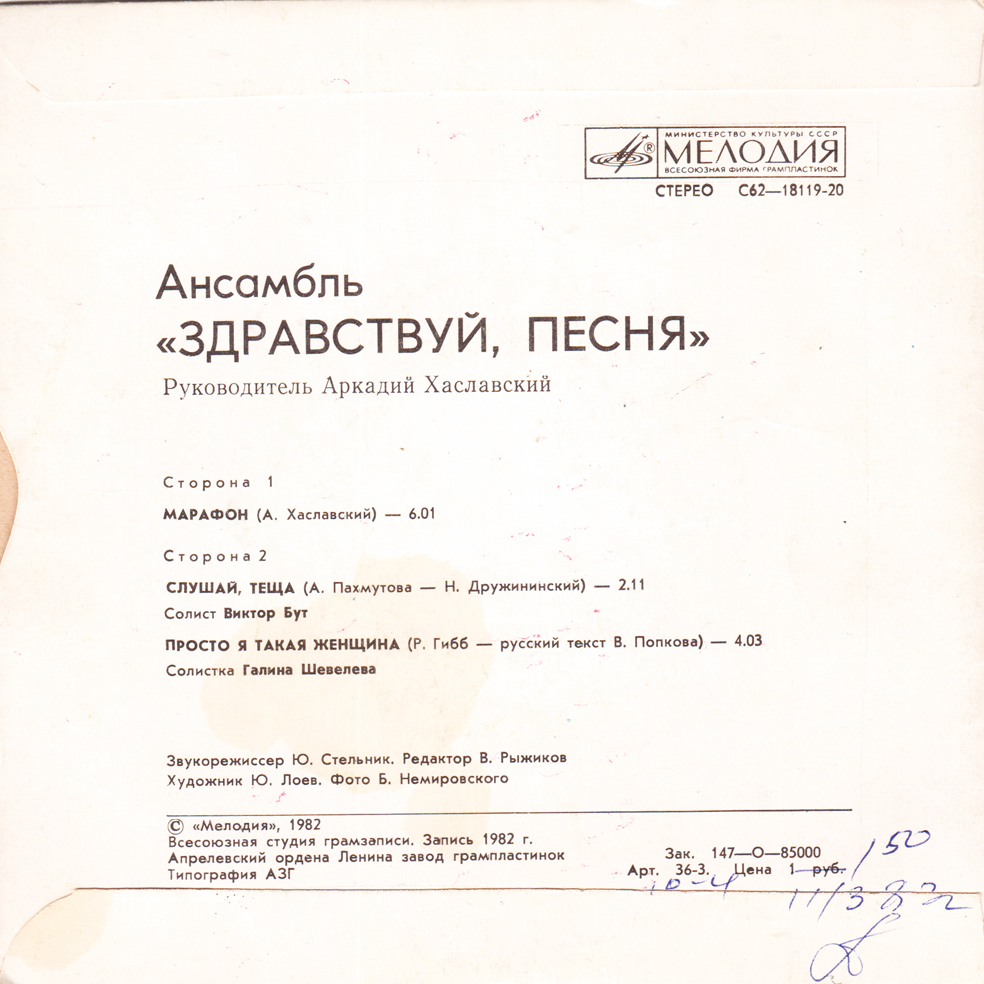 МИНИСТЕРСТВО КУЛЬТУРЫ СССР
® МЕЛОДИЯ
ВСЕСОЮЗНАЯ ФИРМА ГРАМПЛАСТИНОК
СТЕРЕО С62—18119-20
Ансамбль
«ЗДРАВСТВУЙ, ПЕСНЯ»
Руководитель Аркадий Хаславский
Сторона 1
МАРАФОН (А. Хаславский) — 6.01
Сторона 2
СЛУШАЙ, ТЕЩА (А. Пахмутова — Н. Дружининский) — 2.11
Солист Виктор Бут
ПРОСТО Я ТАКАЯ ЖЕНЩИНА (Р. Гибб — русский текст В. Попкова) — 4.03
Солистка Галина Шевелева
Звукорежиссер Ю. Стельник. Редактор В. Рыжиков
Художник Ю. Лоев. Фото Б. Немировского
© «Мелодия», 1982
Всесоюзная студия грамзаписи. Запись 1982 г.
Апрелевский ордена Ленина завод грампластинок
Типография АЗГ
Зак. 147—О—85000
Арт. 36-3. Цена 1 руб.
150
10-4